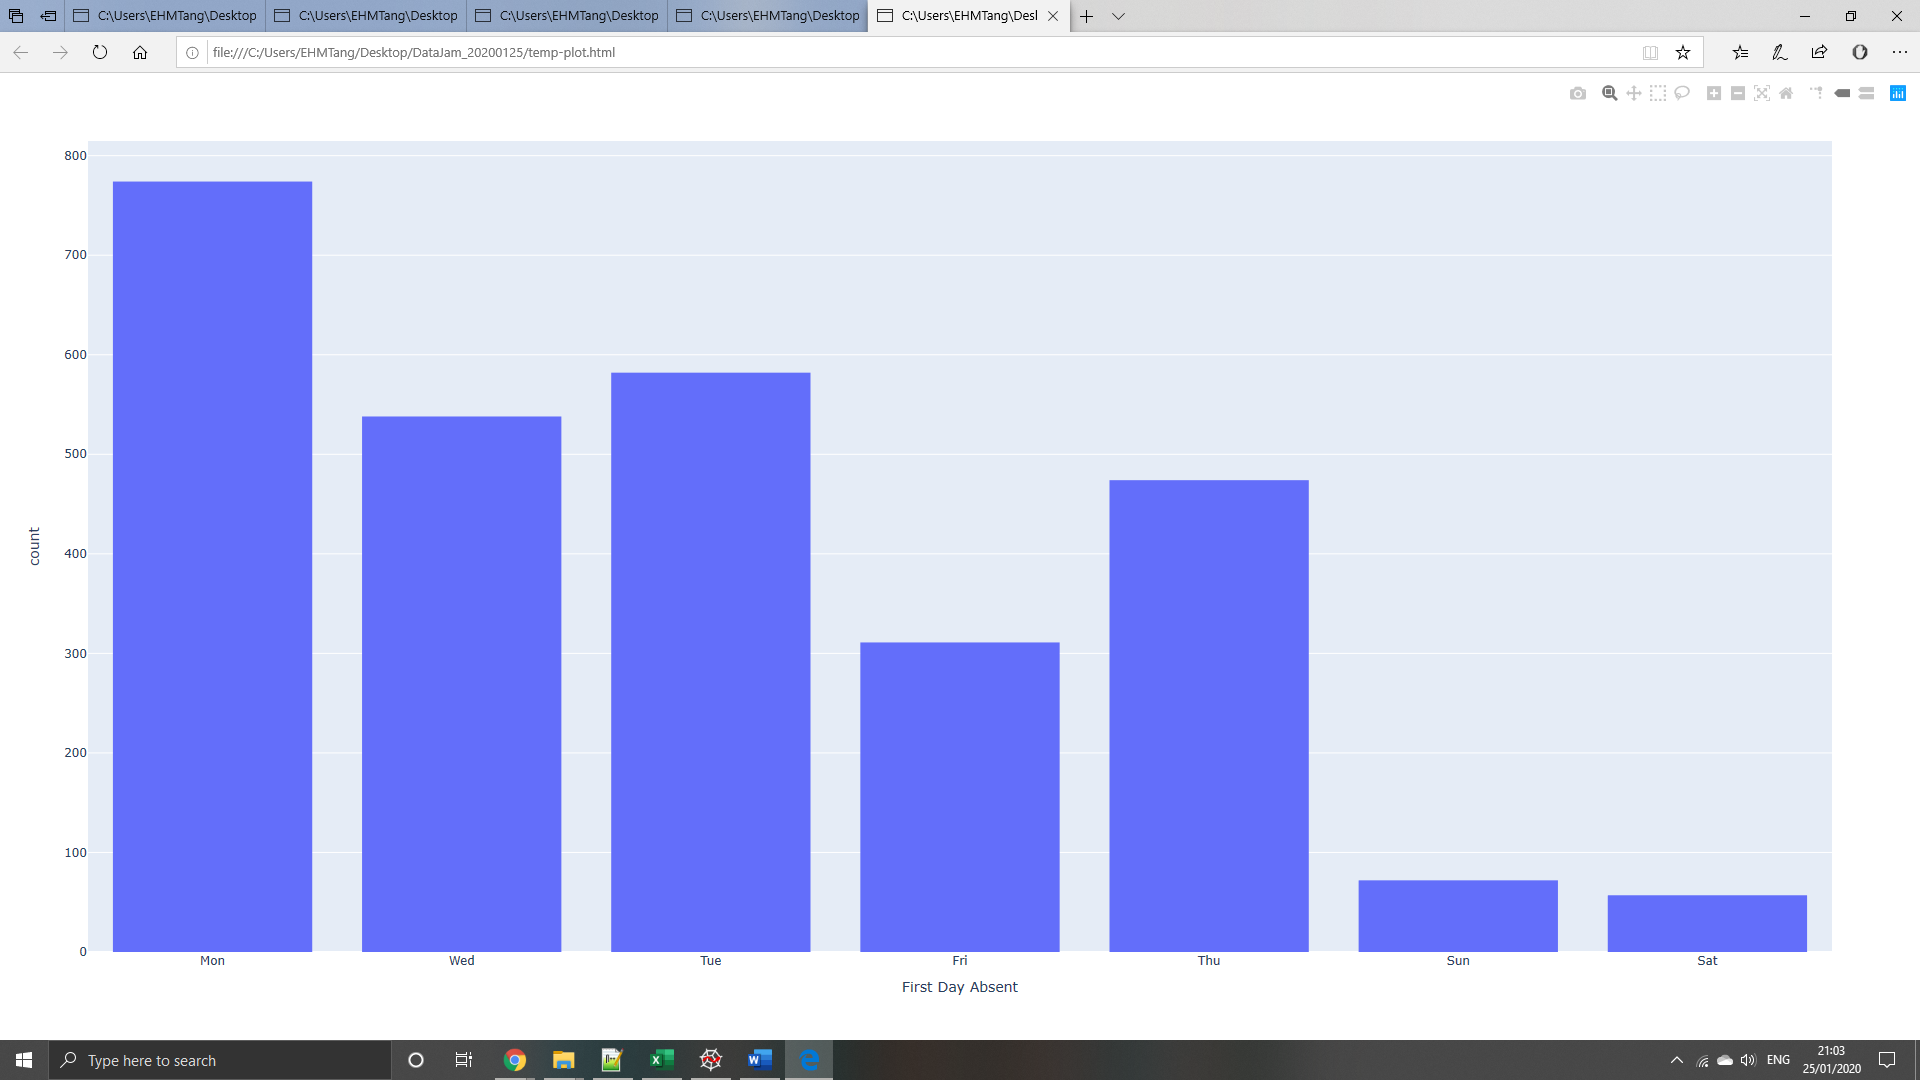 C:\Users\EHMTang\Desktop
C:\Users\EHMTang\Desktop
C:\Users\EHMTang\Desktop
C:\Users\EHMTang\Desktop
C:\Users\EHMTang\Desl
file:///C:/Users/EHMTang/Desktop/DataJam_20200125/temp-plot.html
800
700
600
500
400
300
200
100
0
count
Mon Wed Tue Fri Thu Sun Sat
First Day Absent
Type here to search
ENG
21:03
25/01/2020